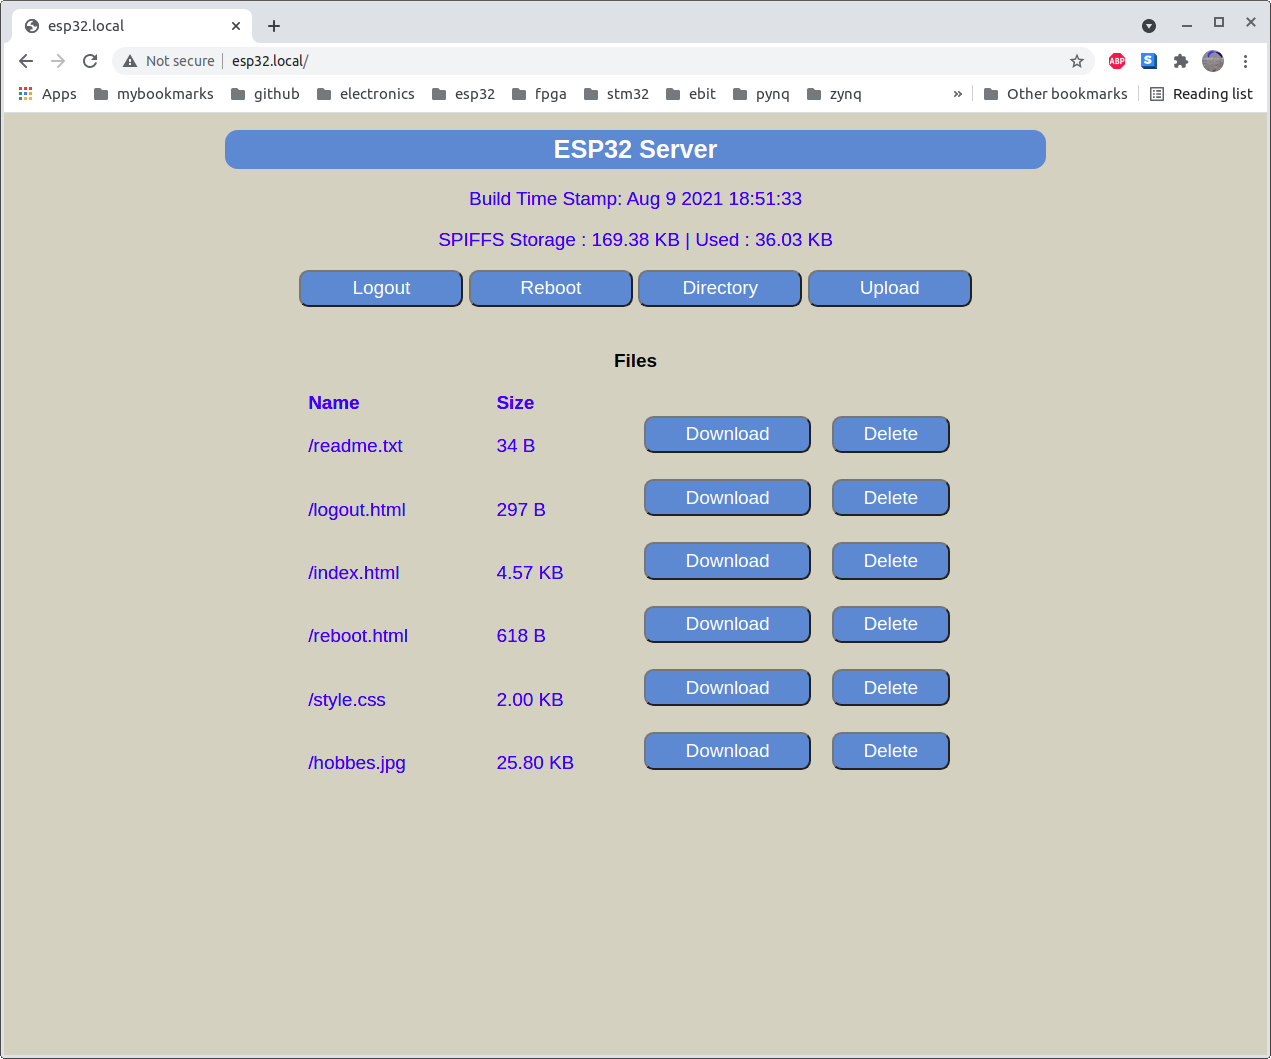 esp32.local
Not secure esp32.local/
ABP S
Apps mybookmarks github electronics esp32 fpga stm32 ebit pynq zynq » Other bookmarks Reading list
ESP32 Server
Build Time Stamp: Aug 9 2021 18:51:33
SPIFFS Storage : 169.38 KB | Used : 36.03 KB
Logout Reboot Directory Upload
Files
Name Size
/readme.txt 34 B Download Delete
/logout.html 297 B Download Delete
/index.html 4.57 KB Download Delete
/reboot.html 618 B Download Delete
/style.css 2.00 KB Download Delete
/hobbes.jpg 25.80 KB Download Delete